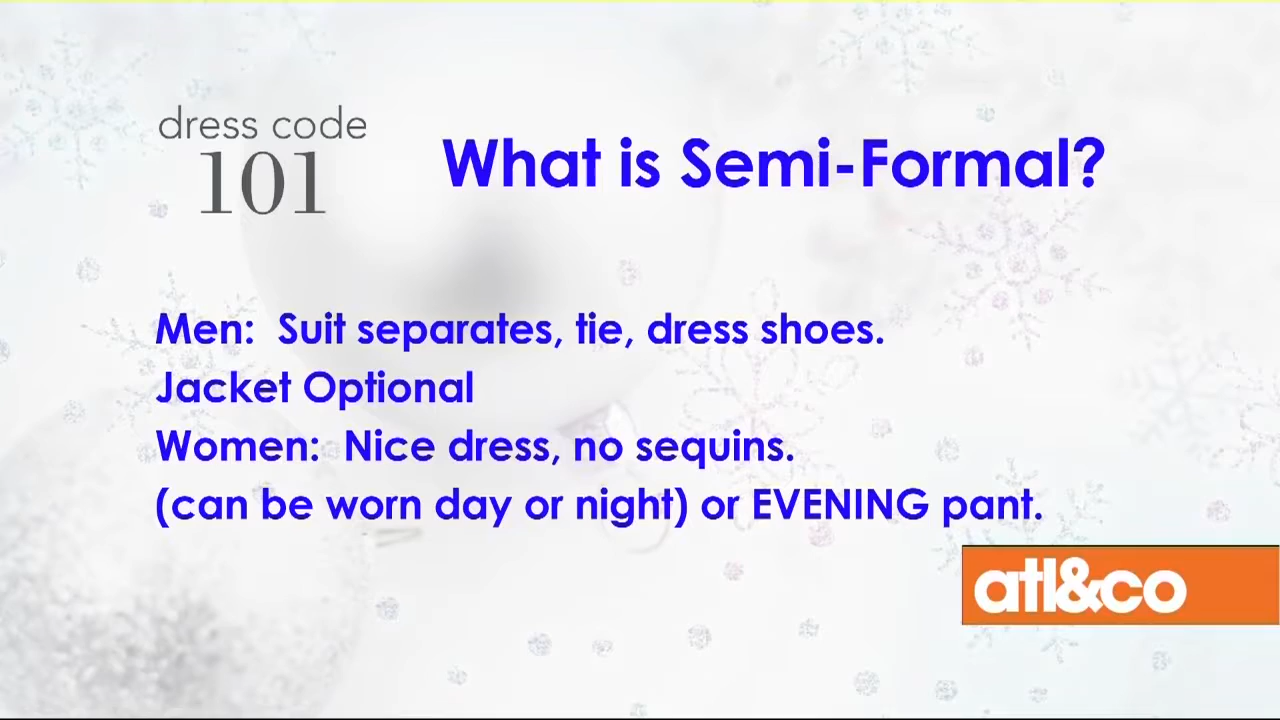 dress code
101
What is Semi-Formal?
Men: Suit separates, tie, dress shoes.
Jacket Optional
Women: Nice dress, no sequins.
(can be worn day or night) or EVENING pant.
atl&co